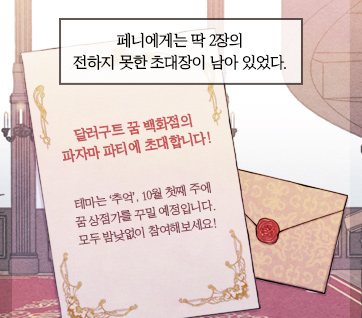 페니에게는 딱 2장의
전하지 못한 초대장이 남아 있었다.
달러구트 꿈 백화점의
파자마 파티에 초대합니다!
테마는 '추억', 10월 첫째 주에
꿈 상점가를 꾸밀 예정입니다.
모두 밤낮없이 참여해보세요!